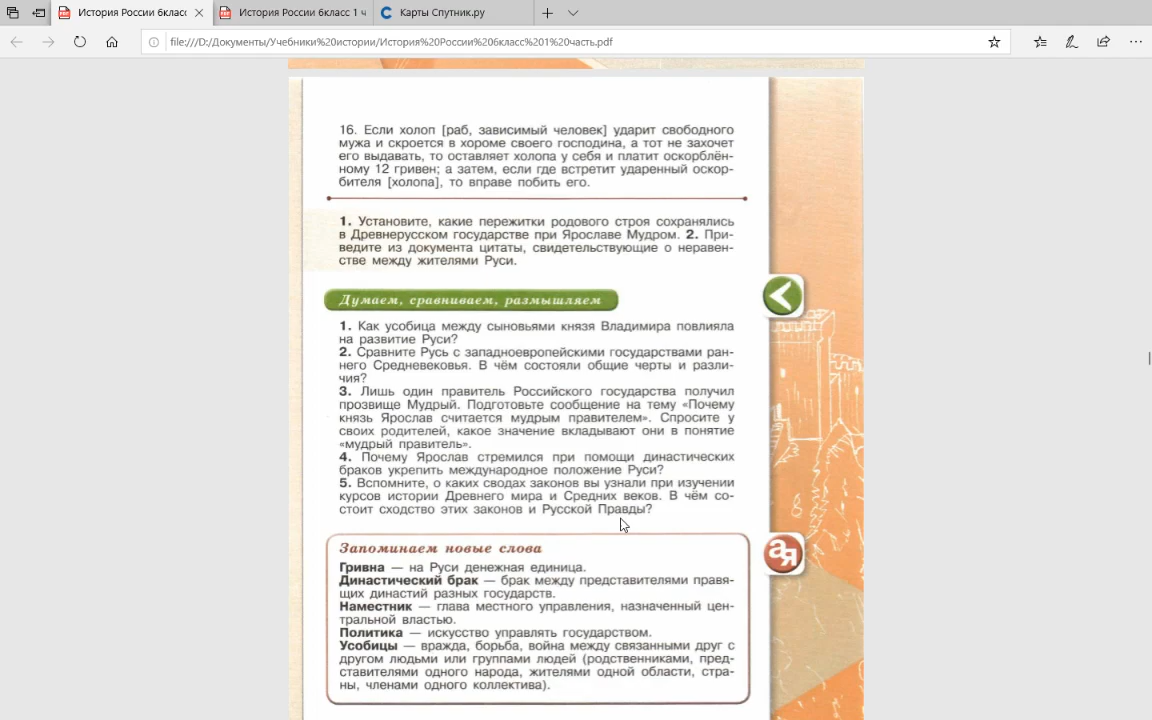 История России 6класс
История России 6класс 1 ч
Карты Спутник.ру
file:///D:/Документы/Учебники%20истории/История%20России%206класс%201%20часть.pdf
16. Если холоп [раб, зависимый человек] ударит свободного
мужа и скроется в хороме своего господина, а тот не захочет
его выдавать, то оставляет холопа у себя и платит оскорблён-
ному 12 гривен; а затем, если где встретит ударенный оскор-
бителя [холопа], то вправе побить его.
1. Установите, какие пережитки родового строя сохранялись
в Древнерусском государстве при Ярославе Мудром. 2. При-
ведите из документа цитаты, свидетельствующие о неравен-
стве между жителями Руси.
Думаем, сравниваем, размышляем
1. Как усобица между сыновьями князя Владимира повлияла
на развитие Руси?
2. Сравните Русь с западноевропейскими государствами ран-
него Средневековья. В чём состояли общие черты и разли-
чия?
3. Лишь один правитель Российского государства получил
прозвище Мудрый. Подготовьте сообщение на тему «Почему
князь Ярослав считается мудрым правителем». Спросите у
своих родителей, какое значение вкладывают они в понятие
«мудрый правитель».
4. Почему Ярослав стремился при помощи династических
браков укрепить международное положение Руси?
5. Вспомните, о каких сводах законов вы узнали при изучении
курсов истории Древнего мира и Средних веков. В чём со-
стоит сходство этих законов и Русской Правды?
Запоминаем новые слова
ая
Гривна — на Руси денежная единица.
Династический брак — брак между представителями правя-
щих династий разных государств.
Наместник — глава местного управления, назначенный цен-
тральной властью.
Политика — искусство управлять государством.
Усобицы — вражда, борьба, война между связанными друг с
другом людьми или группами людей (родственниками, пред-
ставителями одного народа, жителями одной области, стра-
ны, членами одного коллектива).